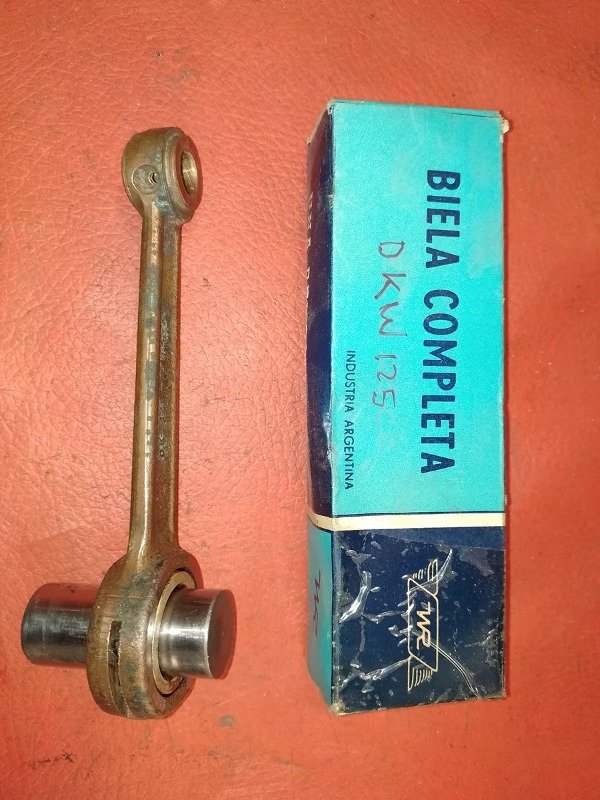 BIELA COMPLETA
DKW 125
INDUSTRIA ARGENTINA